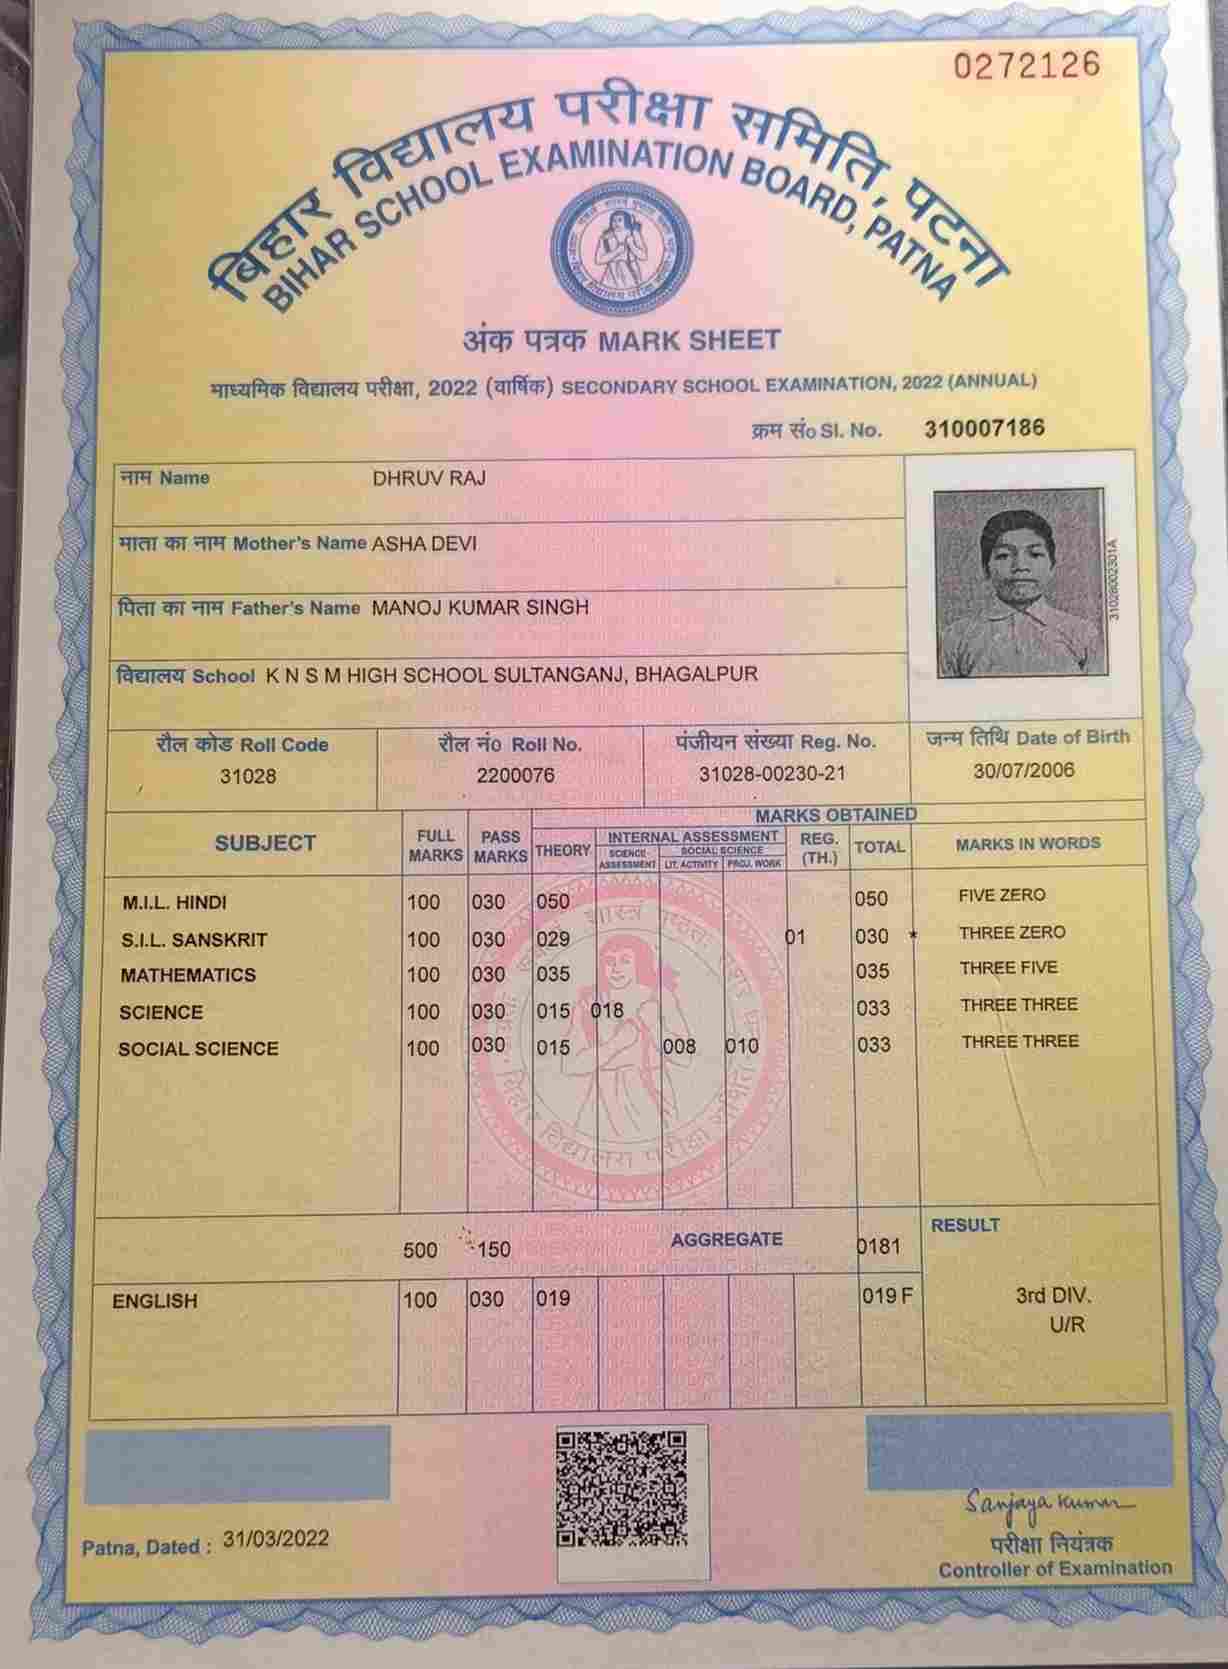 0272126
बिहार विद्यालय परीक्षा समिति, पटना
BIHAR SCHOOL EXAMINATION BOARD, PATNA
अंक पत्रक MARK SHEET
माध्यमिक विद्यालय परीक्षा, 2022 (वार्षिक) SECONDARY SCHOOL EXAMINATION, 2022 (ANNUAL)
क्रम सं० Sl. No. 310007186
नाम Name DHRUV RAJ
माता का नाम Mother's Name ASHA DEVI
पिता का नाम Father's Name MANOJ KUMAR SINGH
विद्यालय School K N S M HIGH SCHOOL SULTANGANJ, BHAGALPUR
310280002301A
रौल कोड Roll Code रौल नं० Roll No. पंजीयन संख्या Reg. No. जन्म तिथि Date of Birth
31028 2200076 31028-00230-21 30/07/2006
MARKS OBTAINED
SUBJECT FULL MARKS PASS MARKS THEORY INTERNAL ASSESSMENT REG. (TH.) TOTAL MARKS IN WORDS
SCIENCE ASSESSMENT SOCIAL SCIENCE LIT. ACTIVITY PROJ. WORK
M.I.L. HINDI 100 030 050 050 FIVE ZERO
S.I.L. SANSKRIT 100 030 029 01 030 * THREE ZERO
MATHEMATICS 100 030 035 035 THREE FIVE
SCIENCE 100 030 015 018 033 THREE THREE
SOCIAL SCIENCE 100 030 015 008 010 033 THREE THREE
बिहार विद्यालय परीक्षा समिति
500 150 AGGREGATE 0181 RESULT
ENGLISH 100 030 019 019 F 3rd DIV.
U/R
Patna, Dated : 31/03/2022
Sanjaya Kumar
परीक्षा नियंत्रक
Controller of Examination